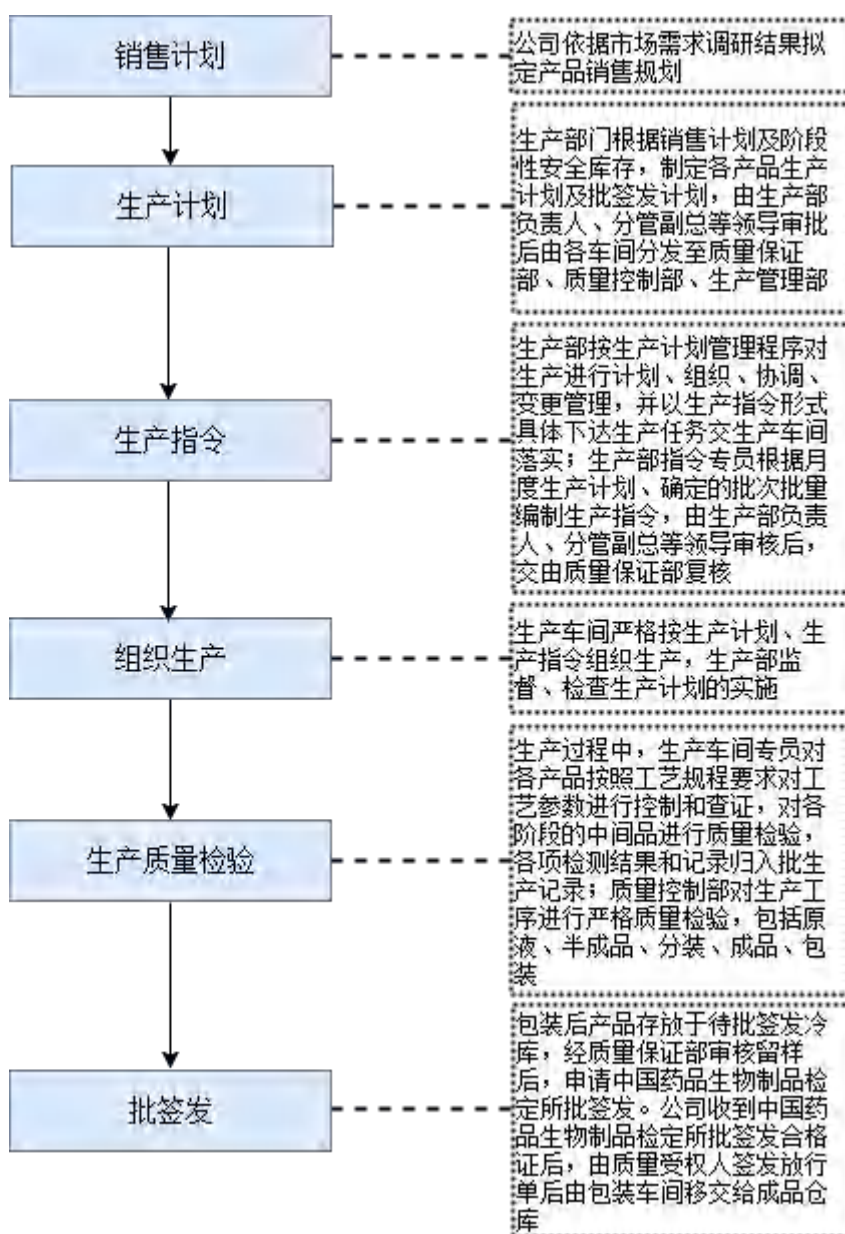 销售计划
公司依据市场需求调研结果拟
定产品销售规划
生产计划
生产部门根据销售计划及阶段
性安全库存，制定各产品生产
计划及批签发计划，由生产部
负责人、分管副总等领导审批
后由各车间分发至质量保证
部、质量控制部、生产管理部
生产指令
生产部按生产计划管理程序对
生产进行计划、组织、协调、
变更管理，并以生产指令形式
具体下达生产任务交生产车间
落实；生产部指令专员根据月
度生产计划、确定的批次批量
编制生产指令，由生产部负责
人、分管副总等领导审核后，
交由质量保证部复核
组织生产
生产车间严格按生产计划、生
产指令组织生产，生产部监
督、检查生产计划的实施
生产质量检验
生产过程中，生产车间专员对
各产品按照工艺规程要求对工
艺参数进行控制和查证，对各
阶段的中间品进行质量检验，
各项检测结果和记录归入批生
产记录；质量控制部对生产工
序进行严格质量检验，包括原
液、半成品、分装、成品、包
装
批签发
包装后产品存放于待批签发冷
库，经质量保证部审核留样
后，申请中国药品生物制品检
定所批签发。公司收到中国药
品生物制品检定所批签发合格
证后，由质量受权人签发放行
单后由包装车间移交给成品仓
库